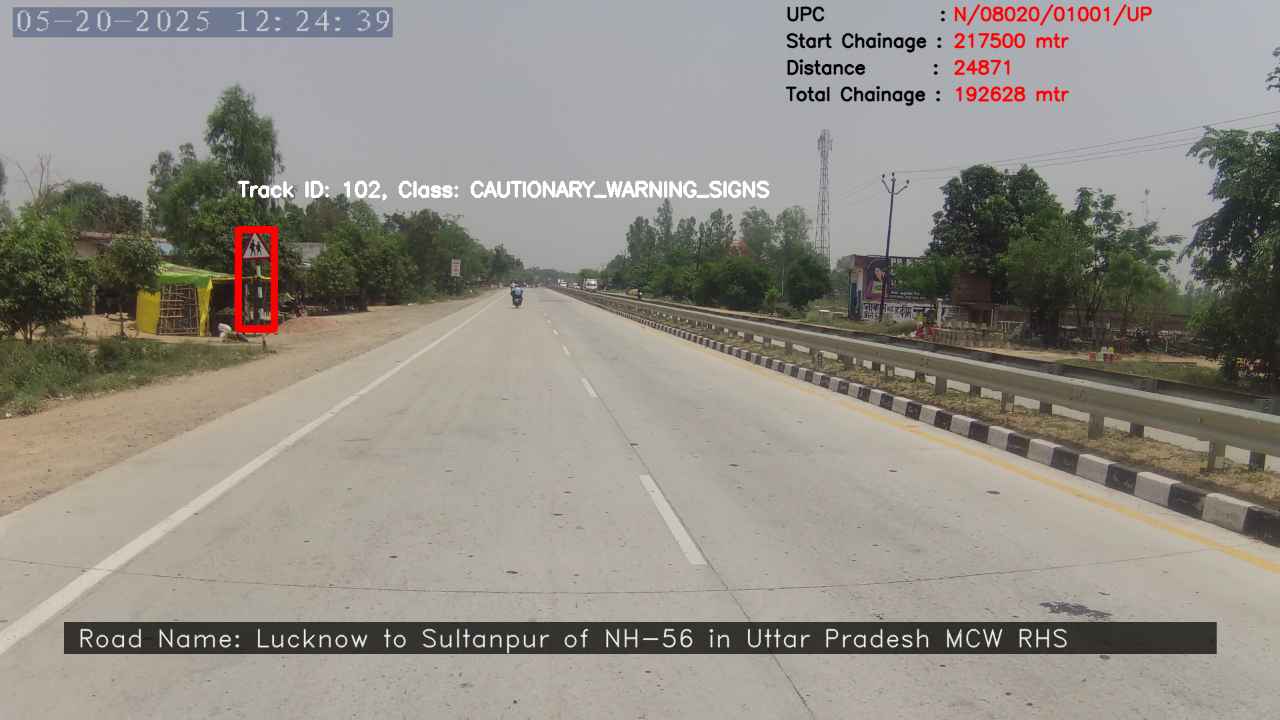 05-20-2025 12:24:39
UPC : N/08020/01001/UP
Start Chainage : 217500 mtr
Distance : 24871
Total Chainage : 192628 mtr
Track ID: 102, Class: CAUTIONARY_WARNING_SIGNS
Road Name: Lucknow to Sultanpur of NH-56 in Uttar Pradesh MCW RHS